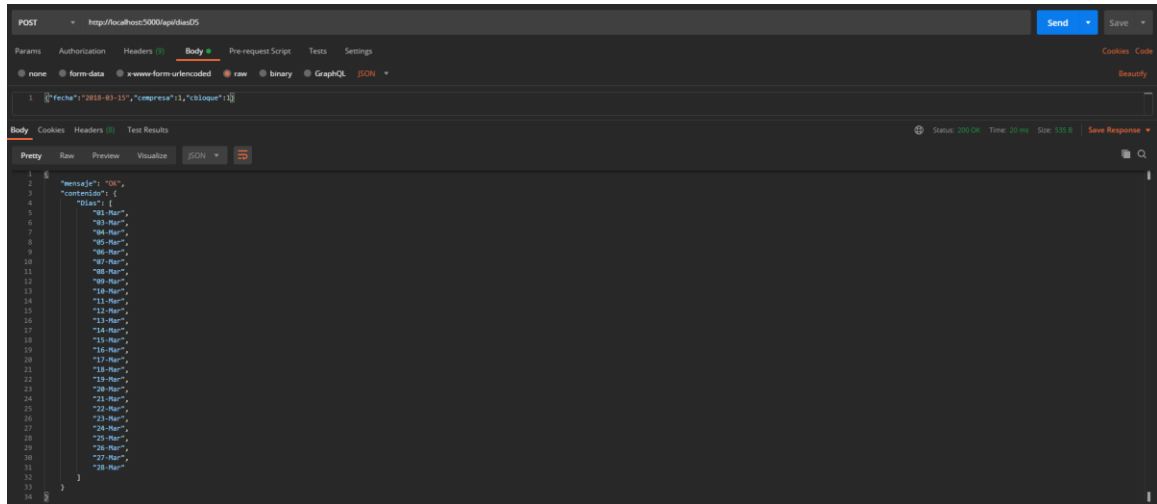 POST http://localhost:5000/api/diasDS Send Save
Params Authorization Headers (9) Body Pre-request Script Tests Settings Cookies Code
none form-data x-www-form-urlencoded raw binary GraphQL JSON Beautify
1 {"fecha":"2018-03-15","cempresa":1,"cbloque":1}
Body Cookies Headers (8) Test Results Status: 200 OK Time: 20 ms Size: 535 B Save Response
Pretty Raw Preview Visualize JSON
1 {
2 "mensaje": "OK",
3 "contenido": {
4 "Dias": [
5 "01-Mar",
6 "03-Mar",
7 "04-Mar",
8 "05-Mar",
9 "06-Mar",
10 "07-Mar",
11 "08-Mar",
12 "09-Mar",
13 "10-Mar",
14 "11-Mar",
15 "12-Mar",
16 "13-Mar",
17 "14-Mar",
18 "15-Mar",
19 "16-Mar",
20 "17-Mar",
21 "18-Mar",
22 "19-Mar",
23 "20-Mar",
24 "21-Mar",
25 "22-Mar",
26 "23-Mar",
27 "24-Mar",
28 "25-Mar",
29 "26-Mar",
30 "27-Mar",
31 "28-Mar"
32 ]
33 }
34 }